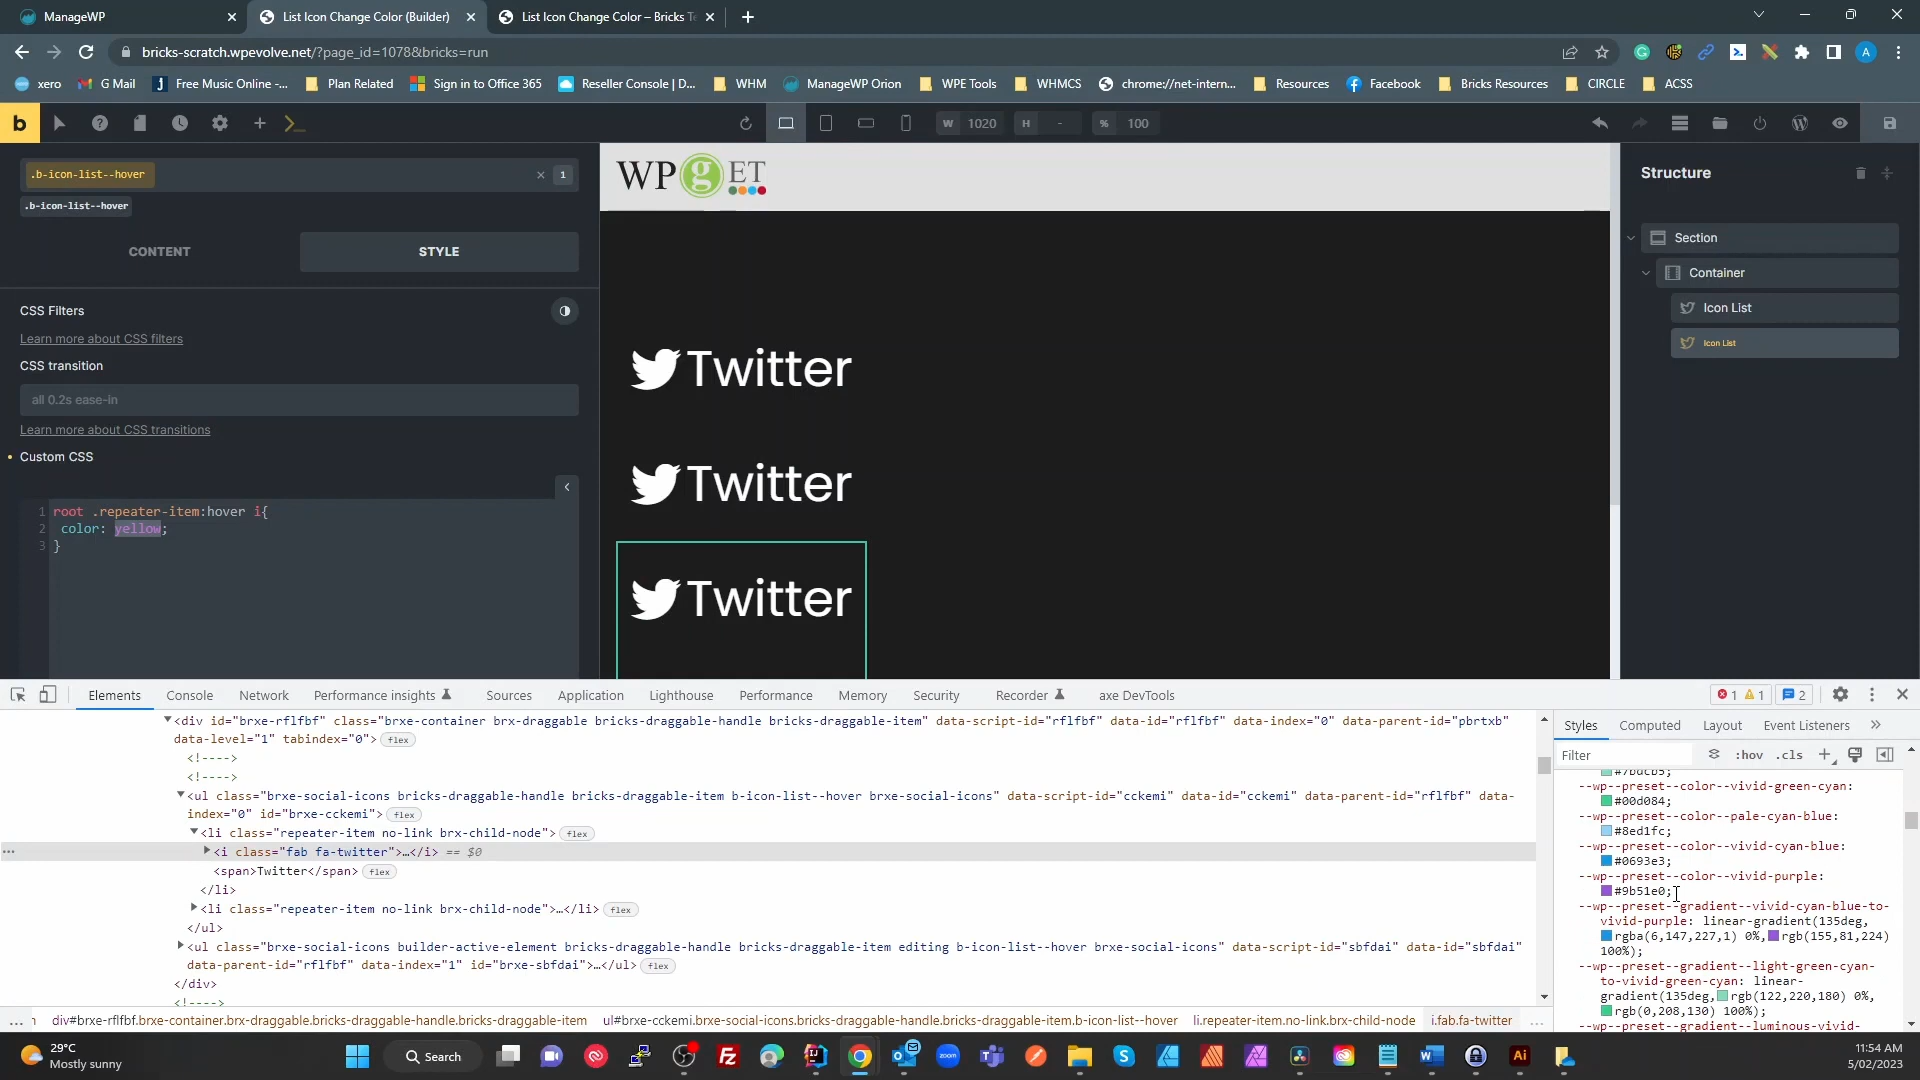 ManageWP
List Icon Change Color (Builder)
List Icon Change Color – Bricks Te
bricks-scratch.wpevolve.net/?page_id=1078&bricks=run
A
xero
G Mail
Free Music Online -...
Plan Related
Sign in to Office 365
Reseller Console | D...
WHM
ManageWP Orion
WPE Tools
WHMCS
chrome://net-intern...
Resources
Facebook
Bricks Resources
CIRCLE
ACSS
b
W 1020
H -
% 100
.b-icon-list--hover
1
.b-icon-list--hover
CONTENT
STYLE
CSS Filters
Learn more about CSS filters
CSS transition
all 0.2s ease-in
Learn more about CSS transitions
Custom CSS
1 root .repeater-item:hover i{
2 color: yellow;
3 }
WP g ET
Twitter
Twitter
Twitter
Structure
Section
Container
Icon List
Icon List
Elements
Console
Network
Performance insights
Sources
Application
Lighthouse
Performance
Memory
Security
Recorder
axe DevTools
1
1
2
<div id="brxe-rflfbf" class="brxe-container brx-draggable bricks-draggable-handle bricks-draggable-item" data-script-id="rflfbf" data-id="rflfbf" data-index="0" data-parent-id="pbrtxb"
data-level="1" tabindex="0"> flex
<!---->
<!---->
<ul class="brxe-social-icons bricks-draggable-handle bricks-draggable-item b-icon-list--hover brxe-social-icons" data-script-id="cckemi" data-id="cckemi" data-parent-id="rflfbf" data-
index="0" id="brxe-cckemi"> flex
<li class="repeater-item no-link brx-child-node"> flex
<i class="fab fa-twitter">…</i> == $0
<span>Twitter</span> flex
</li>
<li class="repeater-item no-link brx-child-node">…</li> flex
</ul>
<ul class="brxe-social-icons builder-active-element bricks-draggable-handle bricks-draggable-item editing b-icon-list--hover brxe-social-icons" data-script-id="sbfdai" data-id="sbfdai"
data-parent-id="rflfbf" data-index="1" id="brxe-sbfdai">…</ul> flex
</div>
<!---->
div#brxe-rflfbf.brxe-container.brx-draggable.bricks-draggable-handle.bricks-draggable-item
ul#brxe-cckemi.brxe-social-icons.bricks-draggable-handle.bricks-draggable-item.b-icon-list--hover
li.repeater-item.no-link.brx-child-node
i.fab.fa-twitter
Styles
Computed
Layout
Event Listeners
Filter
:hov
.cls
#7bdcb5;
--wp--preset--color--vivid-green-cyan:
#00d084;
--wp--preset--color--pale-cyan-blue:
#8ed1fc;
--wp--preset--color--vivid-cyan-blue:
#0693e3;
--wp--preset--color--vivid-purple:
#9b51e0;
--wp--preset--gradient--vivid-cyan-blue-to-
vivid-purple: linear-gradient(135deg,
rgba(6,147,227,1) 0%, rgb(155,81,224)
100%);
--wp--preset--gradient--light-green-cyan-
to-vivid-green-cyan: linear-
gradient(135deg, rgb(122,220,180) 0%,
rgb(0,208,130) 100%);
--wp--preset--gradient--luminous-vivid-
29°C
Mostly sunny
Search
11:54 AM
5/02/2023